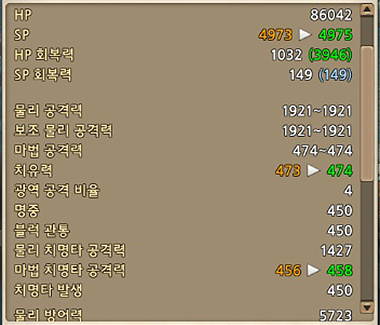 HP 86042
SP 4973 ▶ 4975
HP 회복력 1032 (3946)
SP 회복력 149 (149)
물리 공격력 1921~1921
보조 물리 공격력 1921~1921
마법 공격력 474~474
치유력 473 ▶ 474
광역 공격 비율 4
명중 450
블럭 관통 450
물리 치명타 공격력 1427
마법 치명타 공격력 456 ▶ 458
치명타 발생 450
물리 방어력 5723